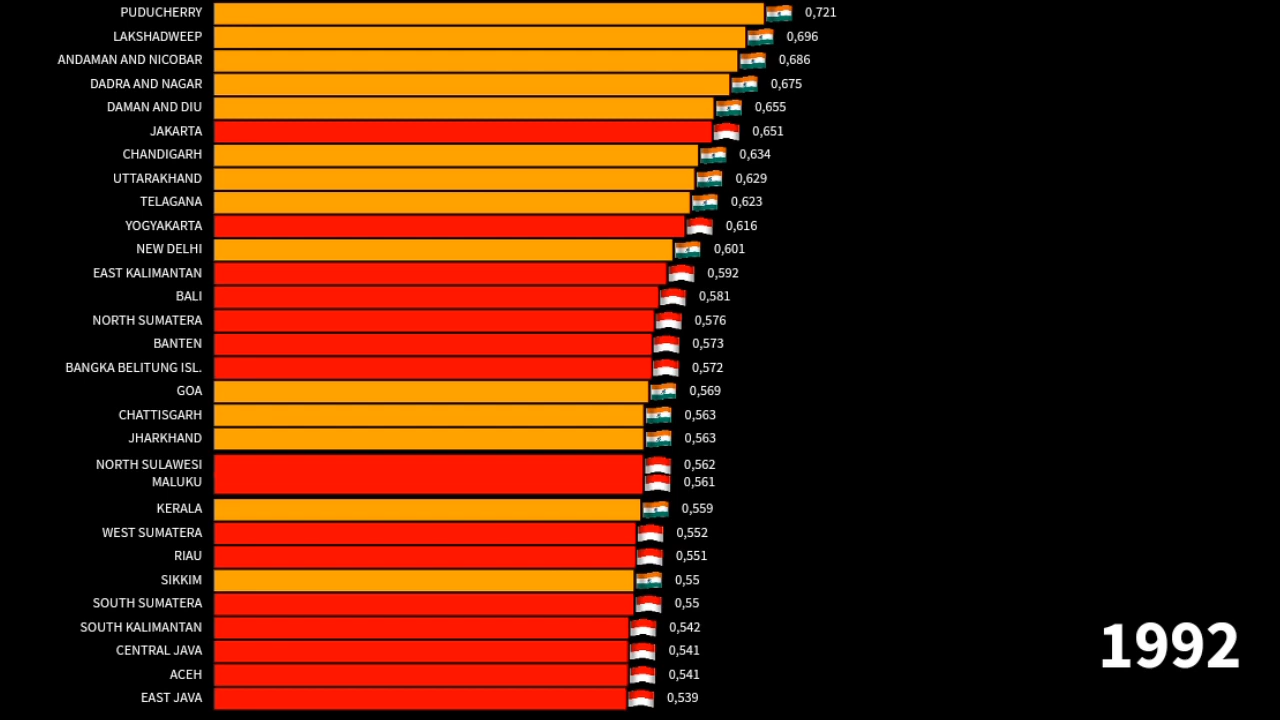 PUDUCHERRY 0,721
LAKSHADWEEP 0,696
ANDAMAN AND NICOBAR 0,686
DADRA AND NAGAR 0,675
DAMAN AND DIU 0,655
JAKARTA 0,651
CHANDIGARH 0,634
UTTARAKHAND 0,629
TELAGANA 0,623
YOGYAKARTA 0,616
NEW DELHI 0,601
EAST KALIMANTAN 0,592
BALI 0,581
NORTH SUMATERA 0,576
BANTEN 0,573
BANGKA BELITUNG ISL. 0,572
GOA 0,569
CHATTISGARH 0,563
JHARKHAND 0,563
NORTH SULAWESI 0,562
MALUKU 0,561
KERALA 0,559
WEST SUMATERA 0,552
RIAU 0,551
SIKKIM 0,55
SOUTH SUMATERA 0,55
SOUTH KALIMANTAN 0,542
CENTRAL JAVA 0,541
ACEH 0,541
EAST JAVA 0,539
1992